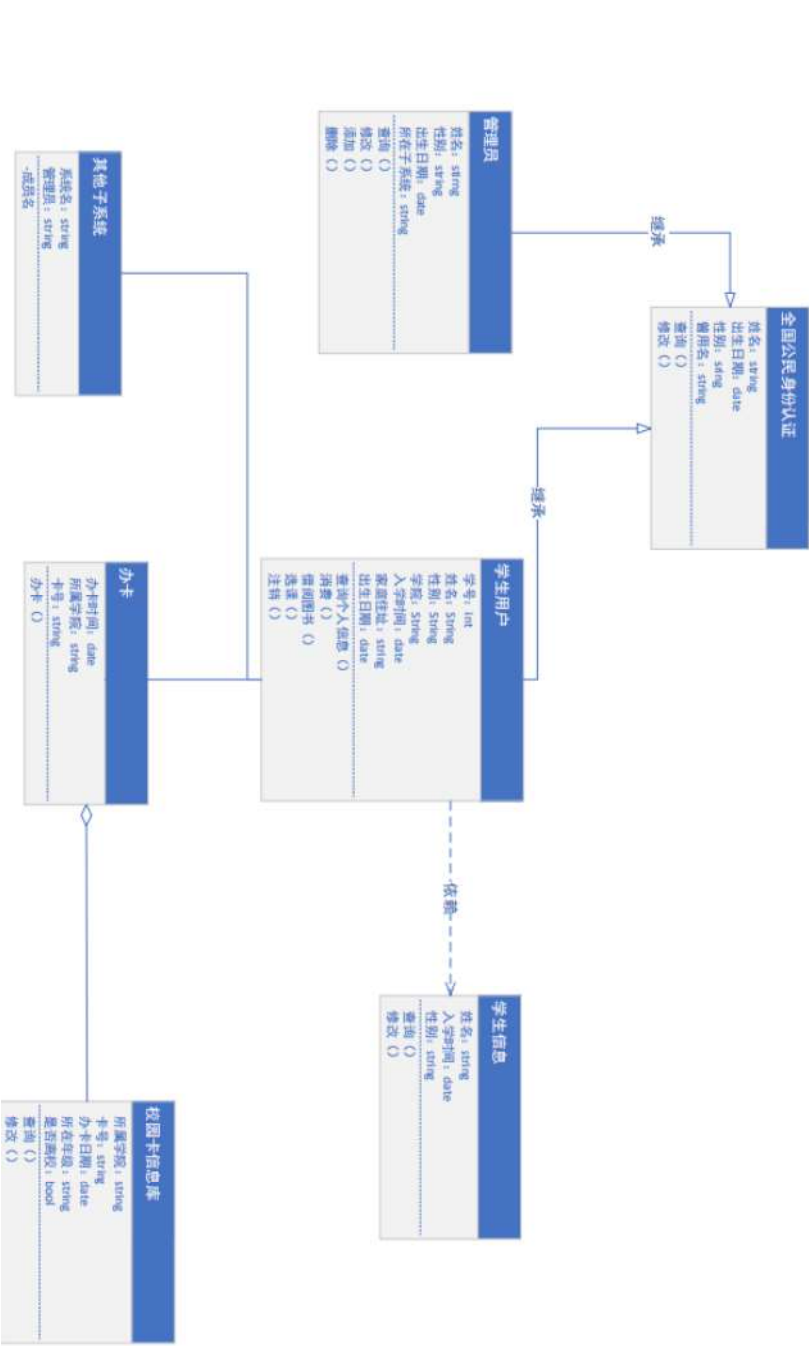 全国公民身份认证
姓名：string
出生日期：date
性别：sting
曾用名：string
查询（）
修改（）
继承
继承
管理员
姓名：stirng
性别：string
出生日期：date
所在子系统：string
查询（）
修改（）
添加（）
删除（）
学生用户
学号：int
姓名：String
性别：String
学院：String
入学时间：date
家庭住址：string
出生日期：date
查询个人信息（）
消费（）
借阅图书（）
选课（）
注销（）
依赖
学生信息
姓名：string
入学时间：date
性别：string
查询（）
修改（）
其他子系统
系统名：string
管理员：string
-成员名
办卡
办卡时间：date
所属学院：string
卡号：string
办卡（）
校园卡信息库
所属学院：string
卡号：string
办卡日期：date
所在年级：string
是否离校：bool
查询（）
修改（）